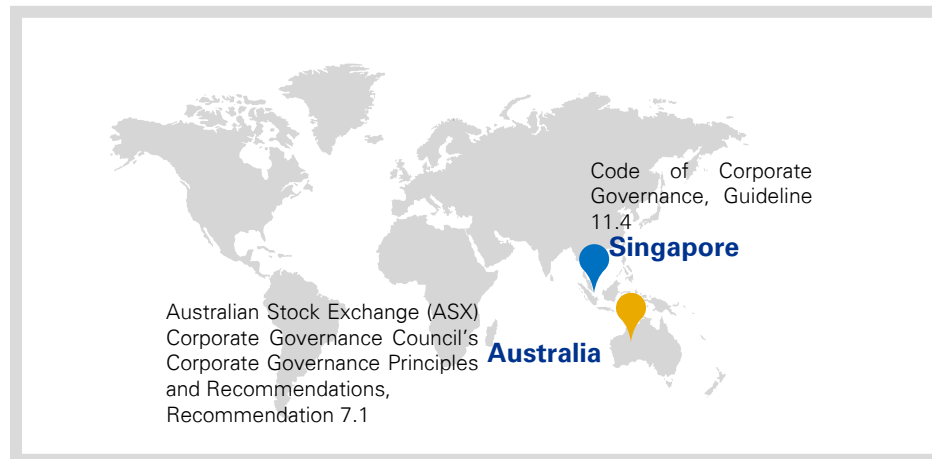 Code of Corporate
Governance, Guideline
11.4
Singapore
Australian Stock Exchange (ASX)
Corporate Governance Council's
Corporate Governance Principles
and Recommendations,
Recommendation 7.1
Australia